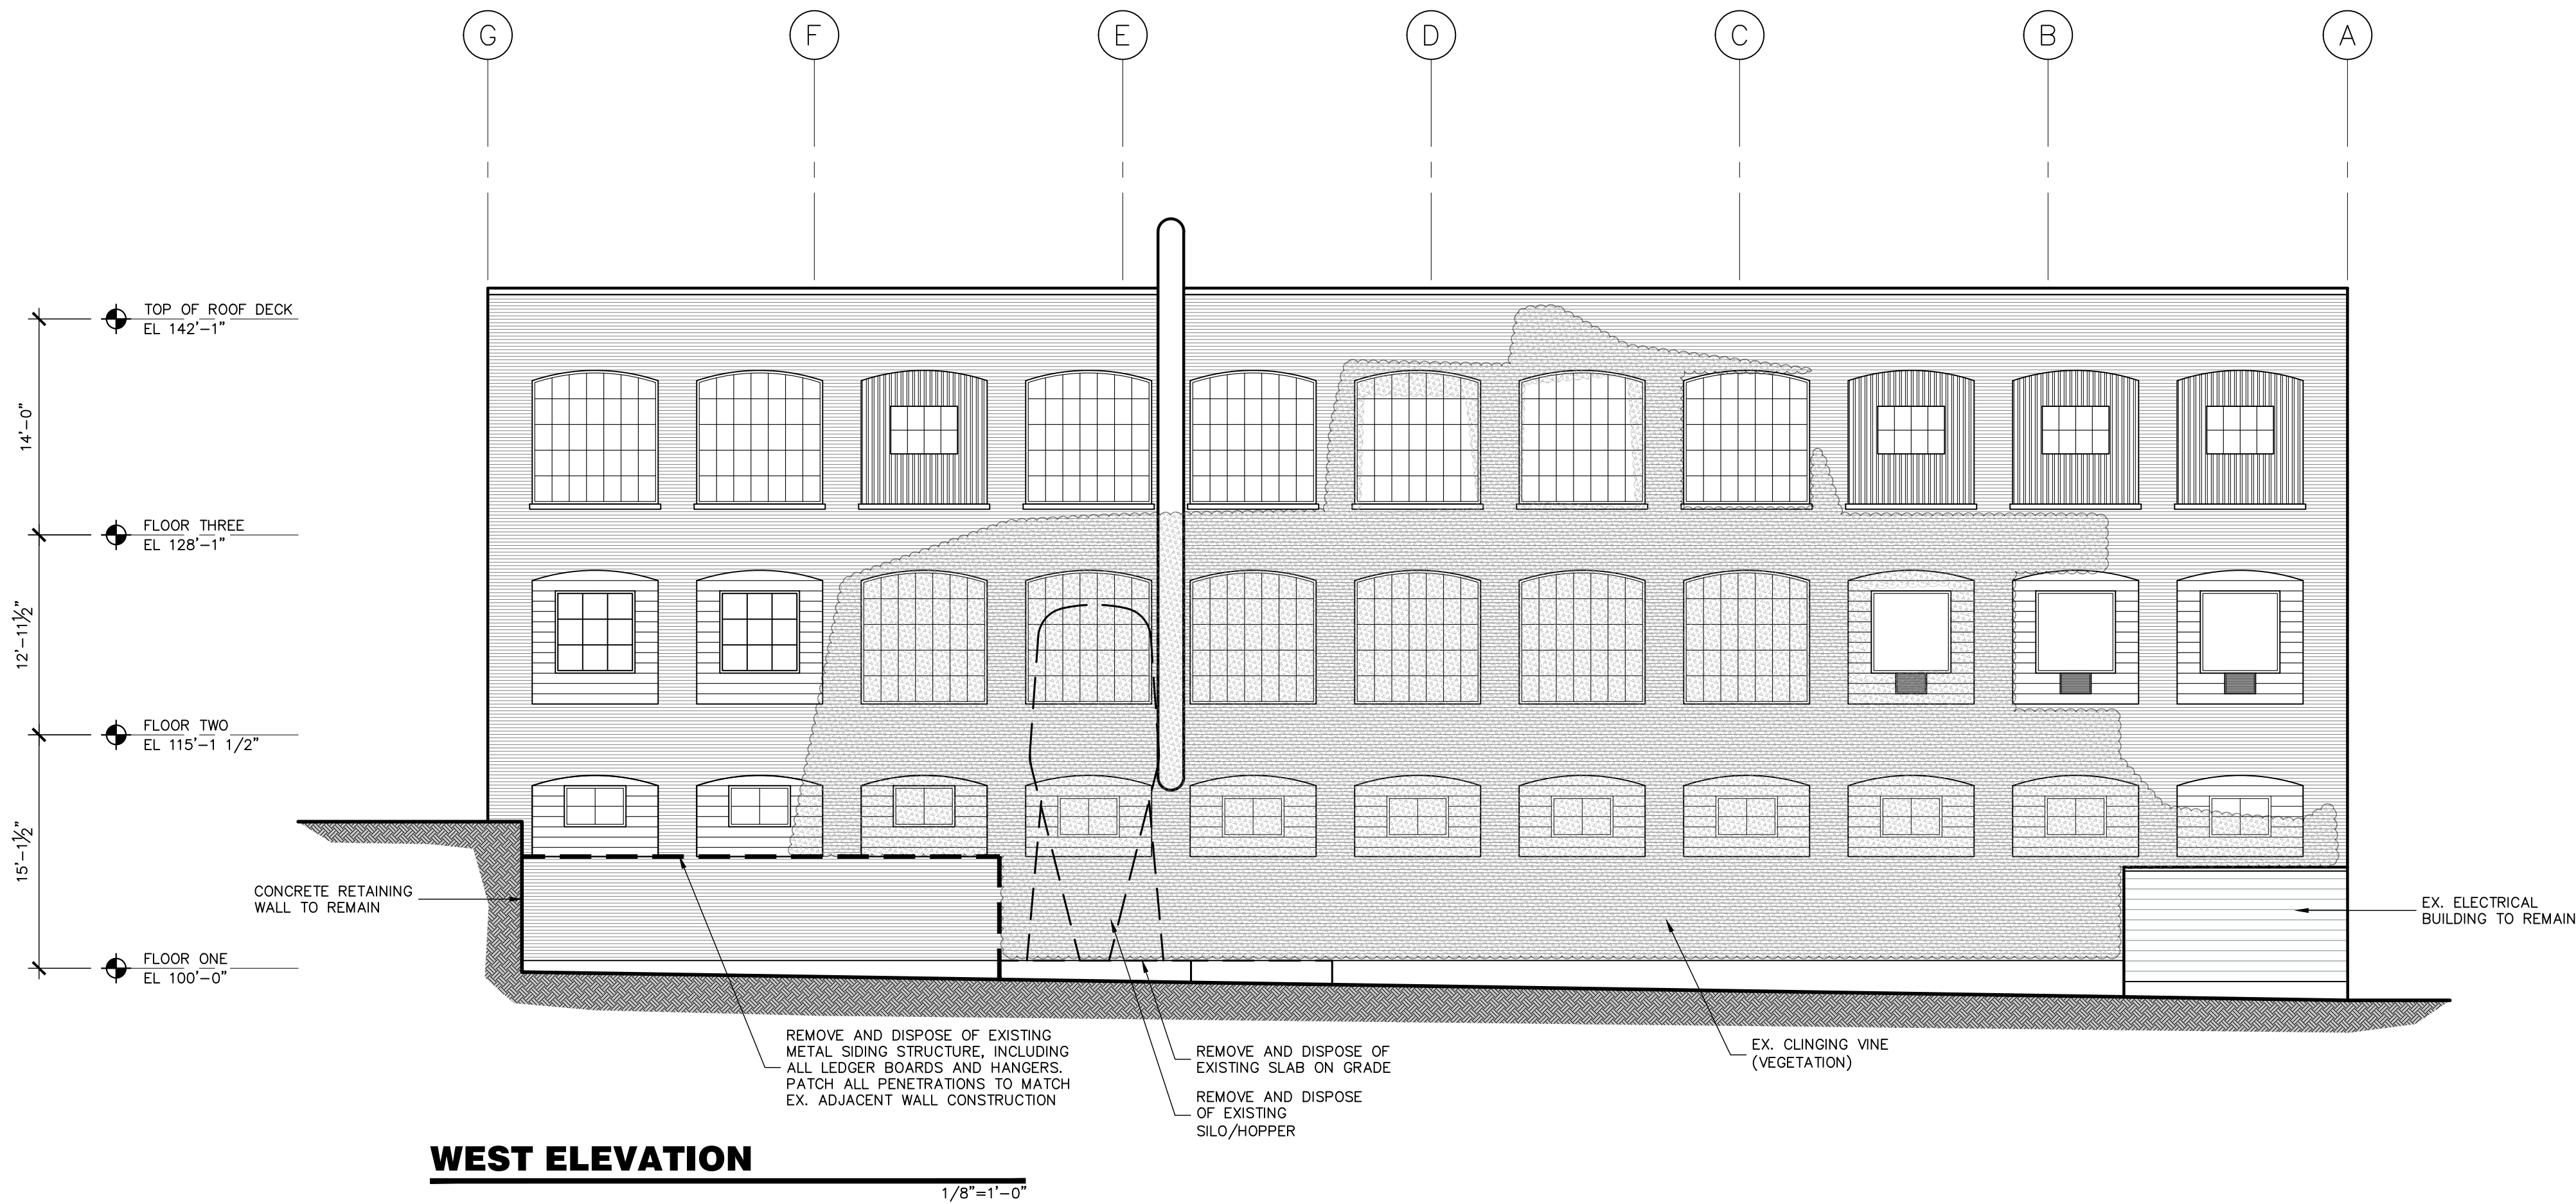 G
F
E
D
C
B
A
TOP OF ROOF DECK
EL 142'-1"
14'-0"
FLOOR THREE
EL 128'-1"
12'-11½"
FLOOR TWO
EL 115'-1 1/2"
15'-1½"
CONCRETE RETAINING
WALL TO REMAIN
EX. ELECTRICAL
BUILDING TO REMAIN
FLOOR ONE
EL 100'-0"
REMOVE AND DISPOSE OF EXISTING
METAL SIDING STRUCTURE, INCLUDING
ALL LEDGER BOARDS AND HANGERS.
PATCH ALL PENETRATIONS TO MATCH
EX. ADJACENT WALL CONSTRUCTION
REMOVE AND DISPOSE OF
EXISTING SLAB ON GRADE
REMOVE AND DISPOSE
OF EXISTING
SILO/HOPPER
EX. CLINGING VINE
(VEGETATION)
WEST ELEVATION
1/8"=1'-0"